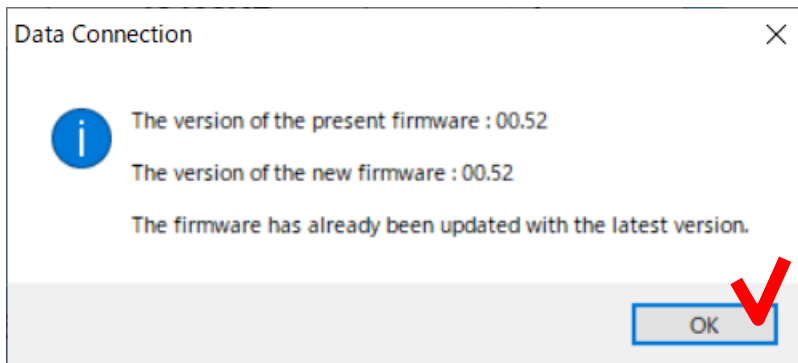 Data Connection
The version of the present firmware : 00.52
The version of the new firmware : 00.52
The firmware has already been updated with the latest version.
OK